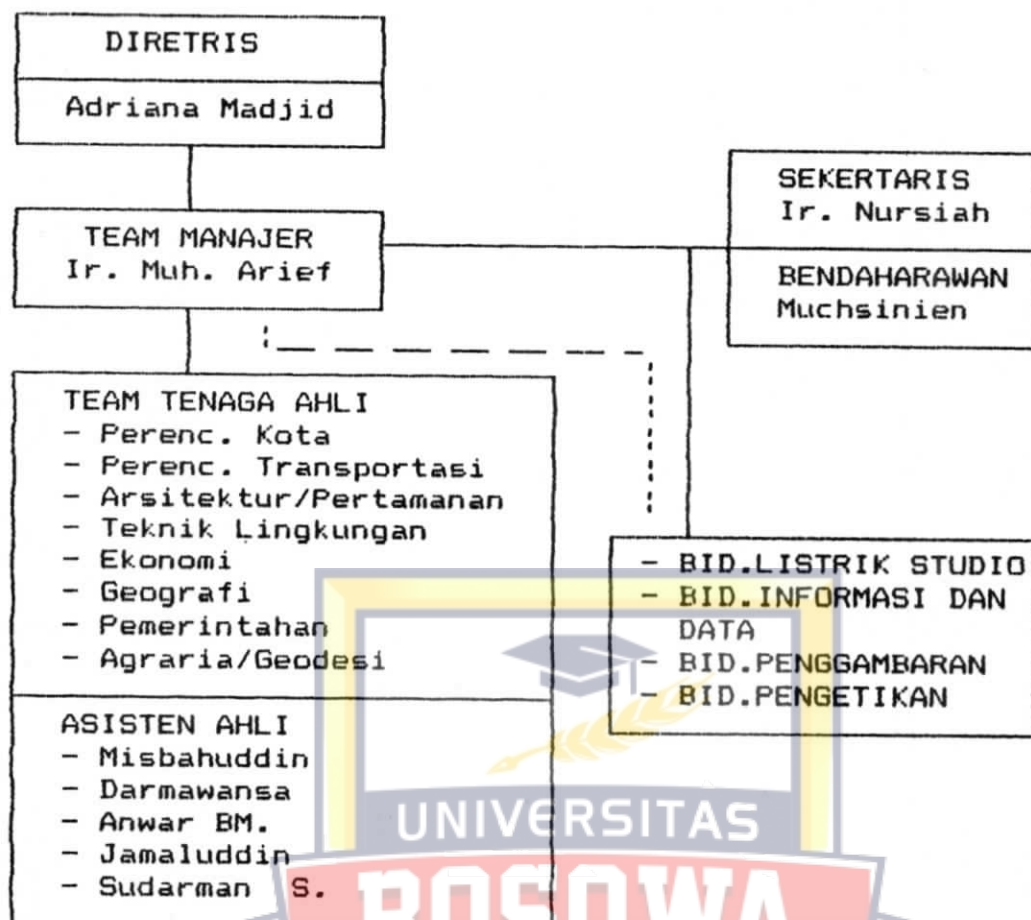 DIRETRIS
Adriana Madjid
TEAM MANAJER
Ir. Muh. Arief
SEKERTARIS
Ir. Nursiah
BENDAHARAWAN
Muchsinien
TEAM TENAGA AHLI
- Perenc. Kota
- Perenc. Transportasi
- Arsitektur/Pertamanan
- Teknik Lingkungan
- Ekonomi
- Geografi
- Pemerintahan
- Agraria/Geodesi
ASISTEN AHLI
- Misbahuddin
- Darmawansa
- Anwar BM.
- Jamaluddin
- Sudarman S.
- BID.LISTRIK STUDIO
- BID.INFORMASI DAN
DATA
- BID.PENGGAMBARAN
- BID.PENGETIKAN
UNIVERSITAS
BOSOWA